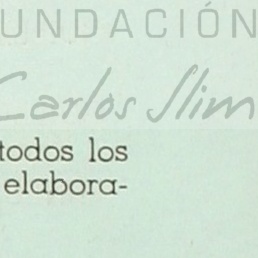 UNDACIÓN
Carlos Slim
todos los
elabora-